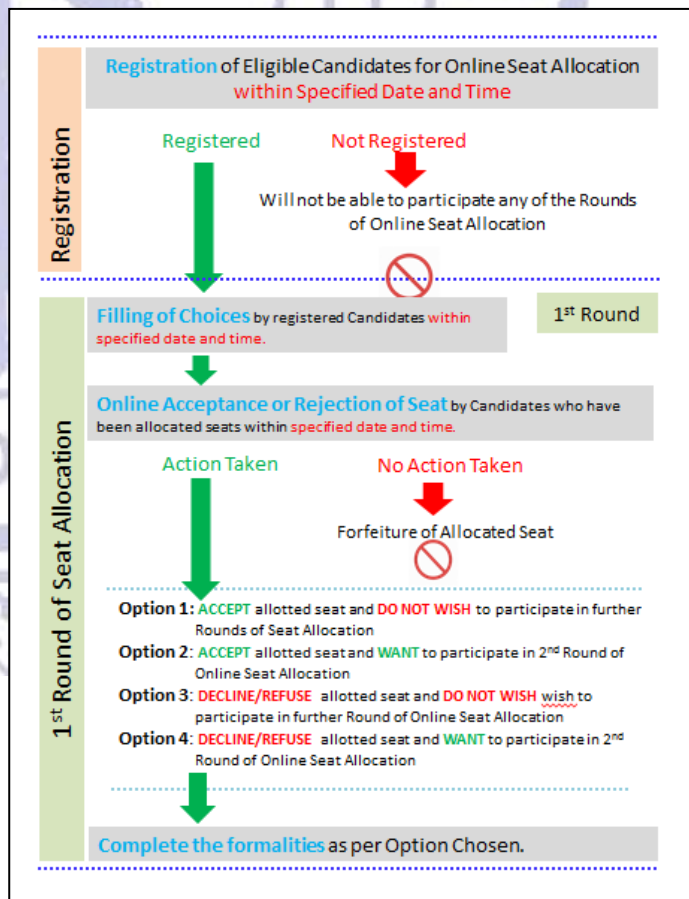 Registration of Eligible Candidates for Online Seat Allocation
within Specified Date and Time
Registration
Registered
Not Registered
Will not be able to participate any of the Rounds
of Online Seat Allocation
1st Round
Filling of Choices by registered Candidates within
specified date and time.
Online Acceptance or Rejection of Seat by Candidates who have
been allocated seats within specified date and time.
1st Round of Seat Allocation
Action Taken
No Action Taken
Forfeiture of Allocated Seat
Option 1: ACCEPT allotted seat and DO NOT WISH to participate in further
Rounds of Seat Allocation
Option 2: ACCEPT allotted seat and WANT to participate in 2nd Round of
Online Seat Allocation
Option 3: DECLINE/REFUSE allotted seat and DO NOT WISH wish to
participate in further Round of Online Seat Allocation
Option 4: DECLINE/REFUSE allotted seat and WANT to participate in 2nd
Round of Online Seat Allocation
Complete the formalities as per Option Chosen.